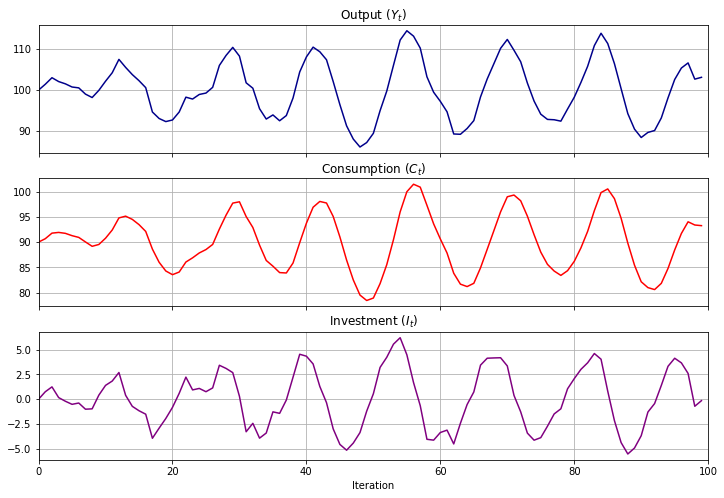 Output (Y_t)
110
100
90
Consumption (C_t)
100
95
90
85
80
Investment (I_t)
5.0
2.5
0.0
−2.5
−5.0
0 20 40 60 80 100
Iteration